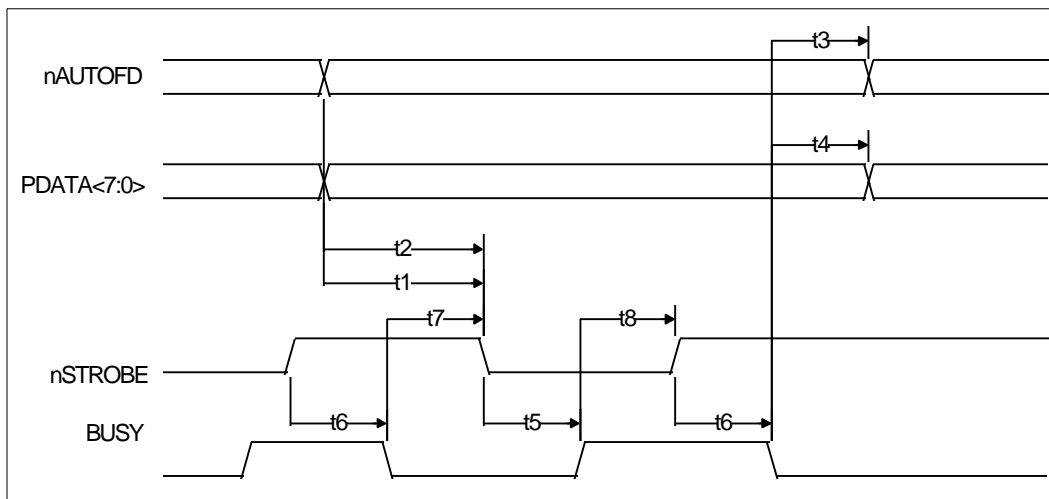 t3
nAUTOFD
t4
PDATA<7:0>
t2
t1
t7 t8
nSTROBE
t6 t5 t6
BUSY